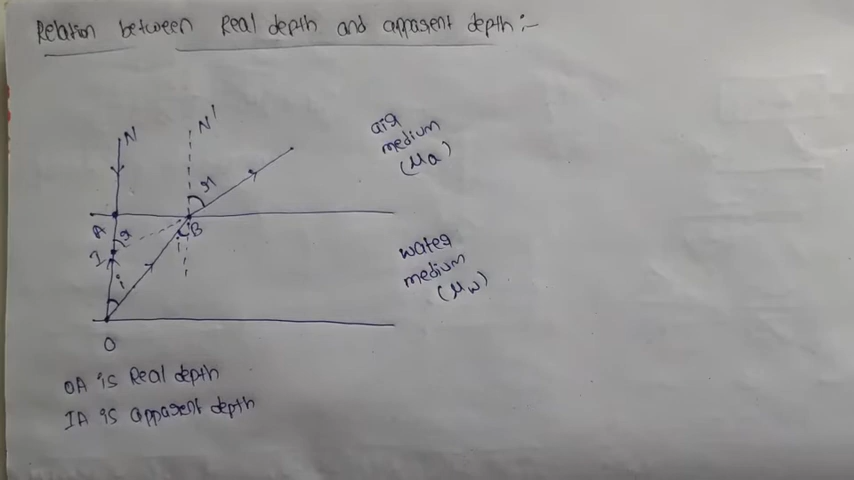 Relation between Real depth and apparent depth :-
N
N'
air
medium
(μa)
r
A
r
B
I
i
i
water
medium
(μw)
O
OA is Real depth
IA is apparent depth